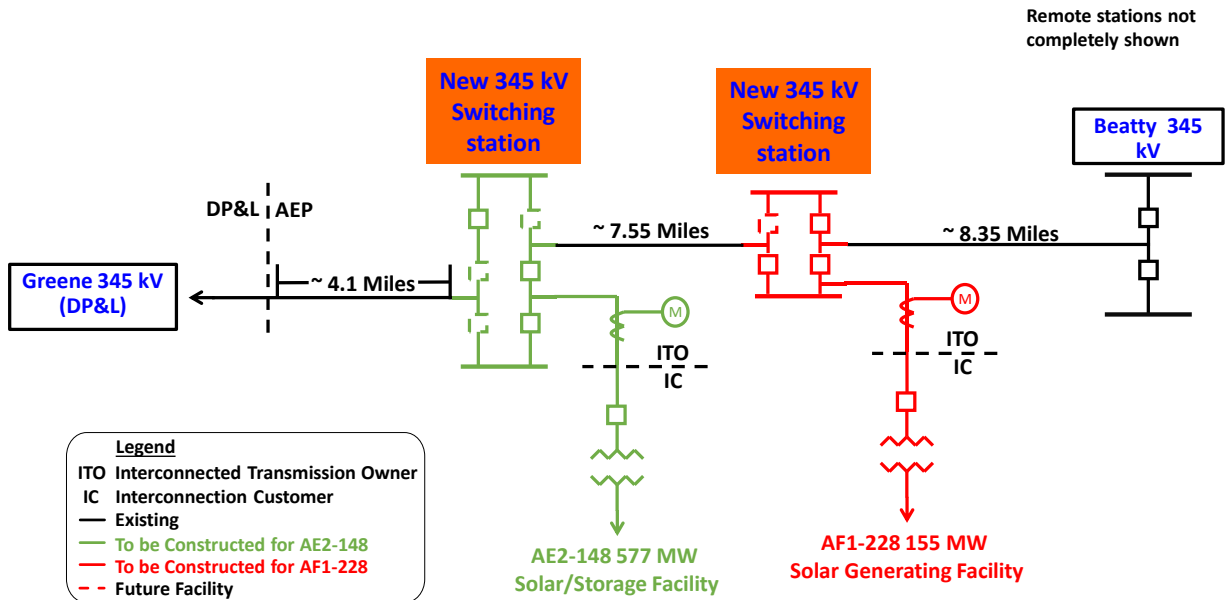 Remote stations not
completely shown
New 345 kV
Switching
station
New 345 kV
Switching
station
Beatty 345
kV
DP&L
AEP
~ 7.55 Miles
~ 8.35 Miles
Greene 345 kV
(DP&L)
~ 4.1 Miles
M
M
ITO
IC
ITO
IC
Legend
ITO Interconnected Transmission Owner
IC Interconnection Customer
Existing
To be Constructed for AE2-148
To be Constructed for AF1-228
Future Facility
AE2-148 577 MW
Solar/Storage Facility
AF1-228 155 MW
Solar Generating Facility